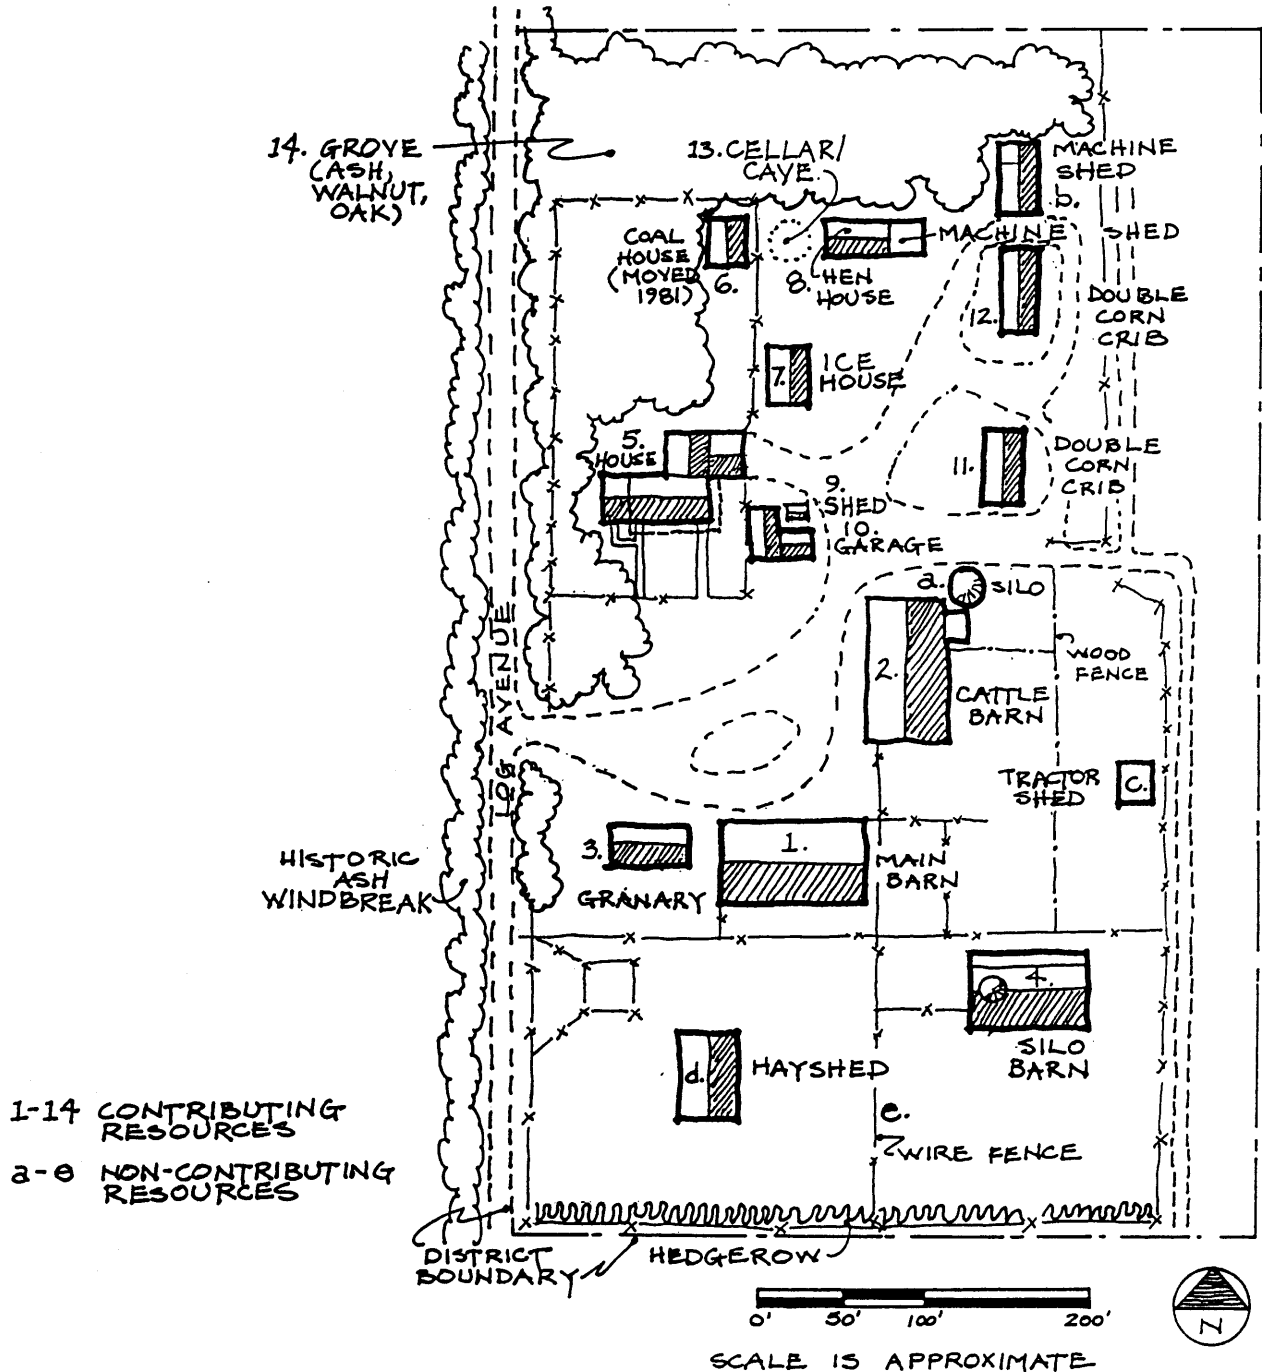 14. GROVE
(ASH,
WALNUT,
OAK)
13. CELLAR/
CAVE
MACHINE
SHED
b.
COAL
HOUSE
(MOVED
1981)
6.
8.
HEN
HOUSE
MACHINE SHED
12.
DOUBLE
CORN
CRIB
7.
ICE
HOUSE
5.
HOUSE
11.
DOUBLE
CORN
CRIB
9.
SHED
10.
GARAGE
a.
SILO
2.
CATTLE
BARN
WOOD
FENCE
LOG AVENUE
TRACTOR
SHED
c.
3.
GRANARY
1.
MAIN
BARN
HISTORIC
ASH
WINDBREAK
4.
SILO
BARN
d.
HAYSHED
e.
WIRE FENCE
1-14 CONTRIBUTING
RESOURCES
a-e NON-CONTRIBUTING
RESOURCES
DISTRICT
BOUNDARY
HEDGEROW
0' 50' 100' 200'
SCALE IS APPROXIMATE
N